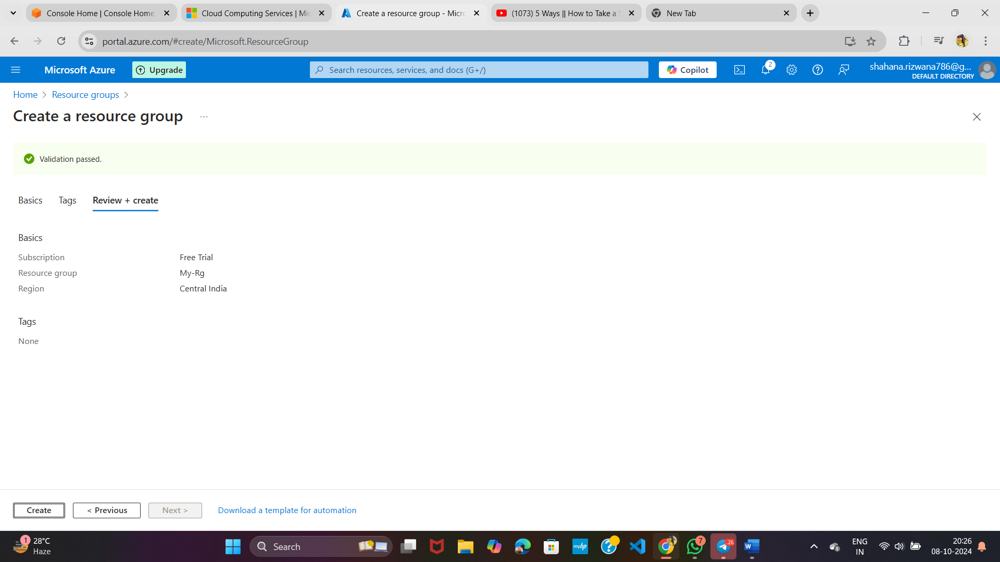 Console Home | Console Home
Cloud Computing Services | Mic
Create a resource group - Micro
(1073) 5 Ways || How to Take a S
New Tab
portal.azure.com/#create/Microsoft.ResourceGroup
Microsoft Azure
Upgrade
Search resources, services, and docs (G+/)
Copilot
2
shahana.rizwana786@g...
DEFAULT DIRECTORY
Home > Resource groups >
Create a resource group ...
Validation passed.
Basics Tags Review + create
Basics
Subscription Free Trial
Resource group My-Rg
Region Central India
Tags
None
Create < Previous Next > Download a template for automation
1
28°C
Haze
Search
myhp
7
.26
W
ENG
IN
20:26
08-10-2024